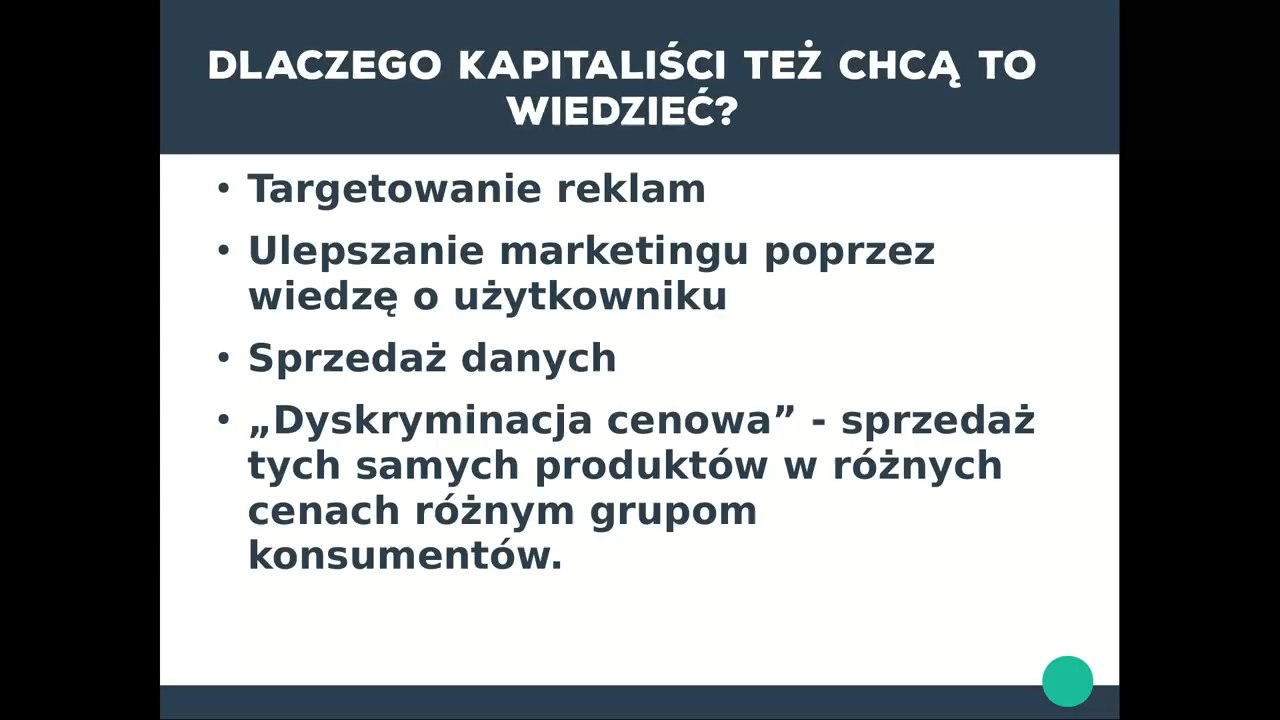 DLACZEGO KAPITALIŚCI TEŻ CHCĄ TO
WIEDZIEĆ?
• Targetowanie reklam
• Ulepszanie marketingu poprzez
wiedzę o użytkowniku
• Sprzedaż danych
• „Dyskryminacja cenowa” - sprzedaż
tych samych produktów w różnych
cenach różnym grupom
konsumentów.